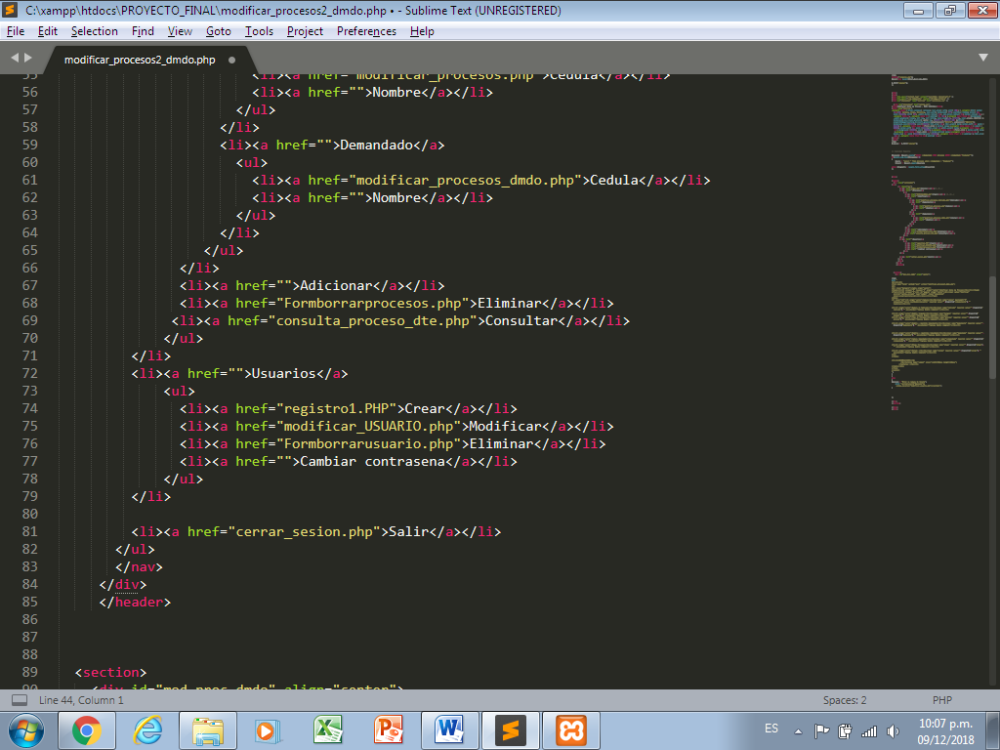 C:\xampp\htdocs\PROYECTO_FINAL\modificar_procesos2_dmdo.php • - Sublime Text (UNREGISTERED)
File Edit Selection Find View Goto Tools Project Preferences Help
modificar_procesos2_dmdo.php
55 <li><a href="modificar_procesos.php">Cedula</a></li>
56 <li><a href="">Nombre</a></li>
57 </ul>
58 </li>
59 <li><a href="">Demandado</a>
60 <ul>
61 <li><a href="modificar_procesos_dmdo.php">Cedula</a></li>
62 <li><a href="">Nombre</a></li>
63 </ul>
64 </li>
65 </ul>
66 </li>
67 <li><a href="">Adicionar</a></li>
68 <li><a href="Formborrarprocesos.php">Eliminar</a></li>
69 <li><a href="consulta_proceso_dte.php">Consultar</a></li>
70 </ul>
71 </li>
72 <li><a href="">Usuarios</a>
73 <ul>
74 <li><a href="registro1.PHP">Crear</a></li>
75 <li><a href="modificar_USUARIO.php">Modificar</a></li>
76 <li><a href="Formborrarusuario.php">Eliminar</a></li>
77 <li><a href="">Cambiar contrasena</a></li>
78 </ul>
79 </li>
80
81 <li><a href="cerrar_sesion.php">Salir</a></li>
82 </ul>
83 </nav>
84 </div>
85 </header>
86
87
88
89 <section>
90 <div id="mod_proc_dmdo" align="center">
Line 44, Column 1 Spaces: 2 PHP
ES 10:07 p.m.
09/12/2018